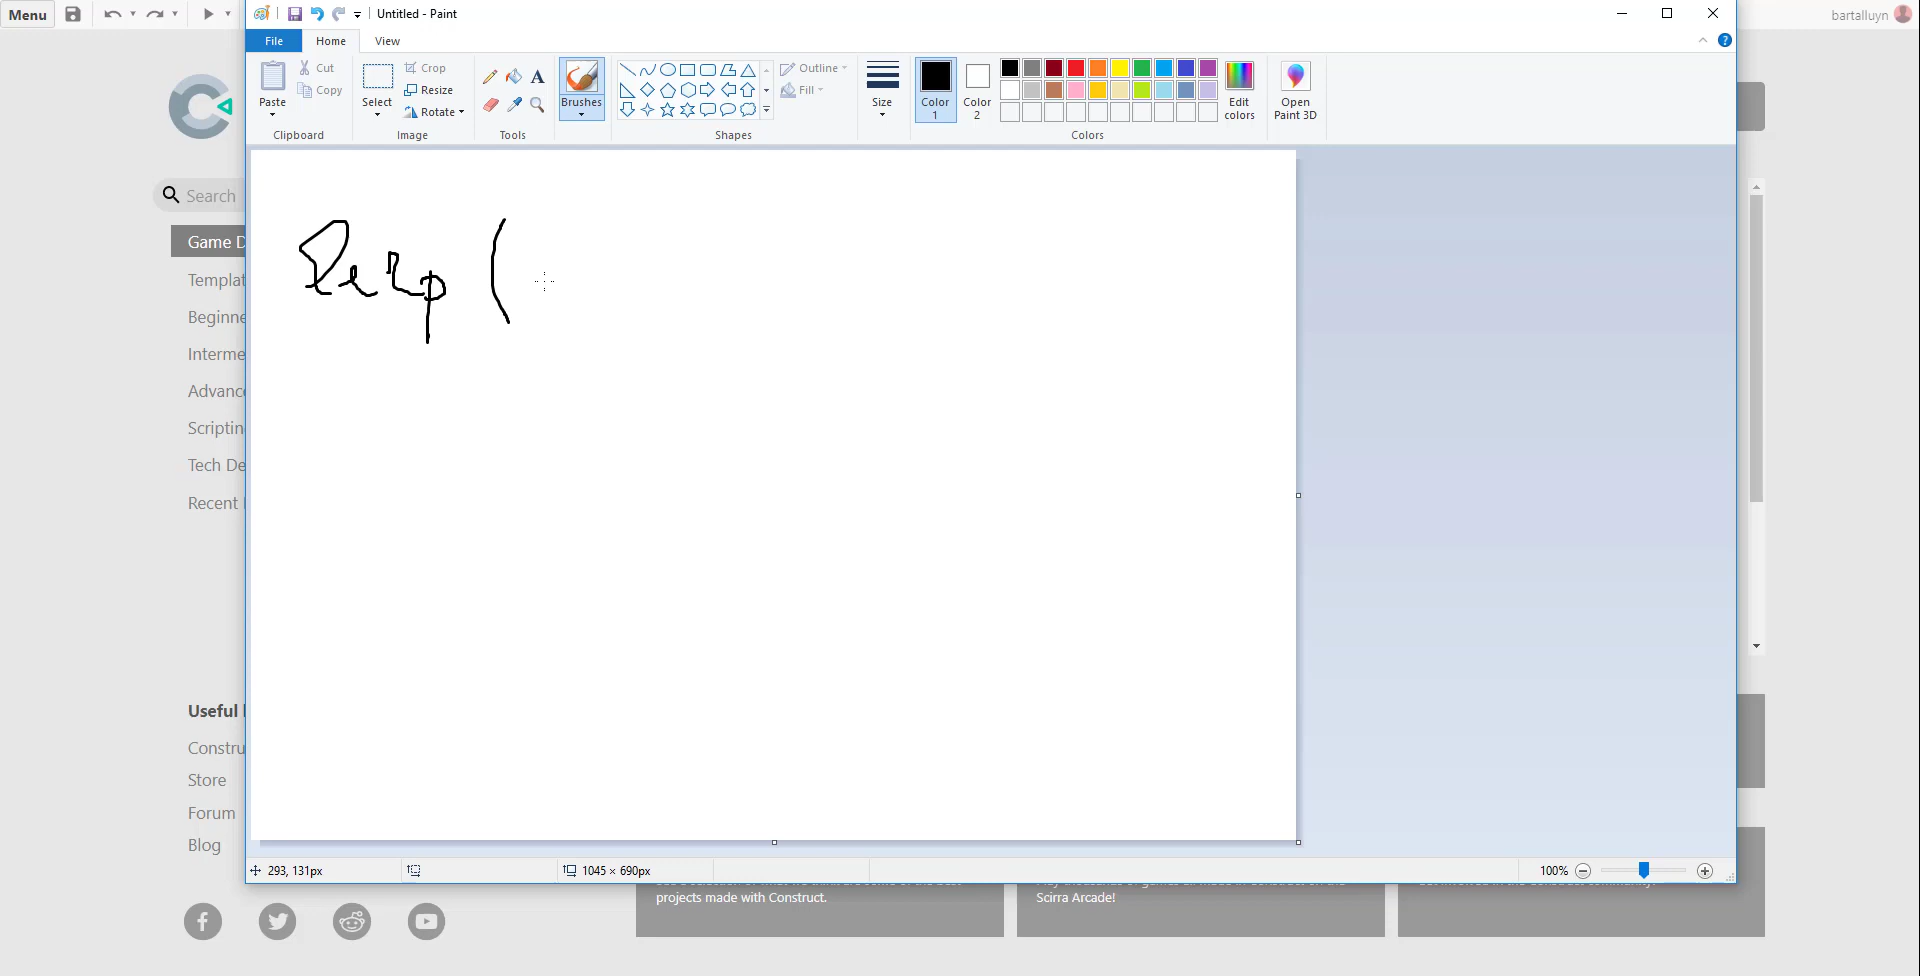 Menu
Untitled - Paint
bartalluyn
File Home View
Paste
Cut
Copy
Clipboard
Select
Crop
Resize
Rotate
Image
Tools
Brushes
Shapes
Outline
Fill
Size
Color 1
Color 2
Edit colors
Colors
Open Paint 3D
Search
Game D
Templat
Beginne
Interme
Advanc
Scriptin
Tech De
Recent
Lerp (
Useful
Constru
Store
Forum
Blog
293, 131px
1045 × 690px
100%
projects made with Construct.
Scirra Arcade!